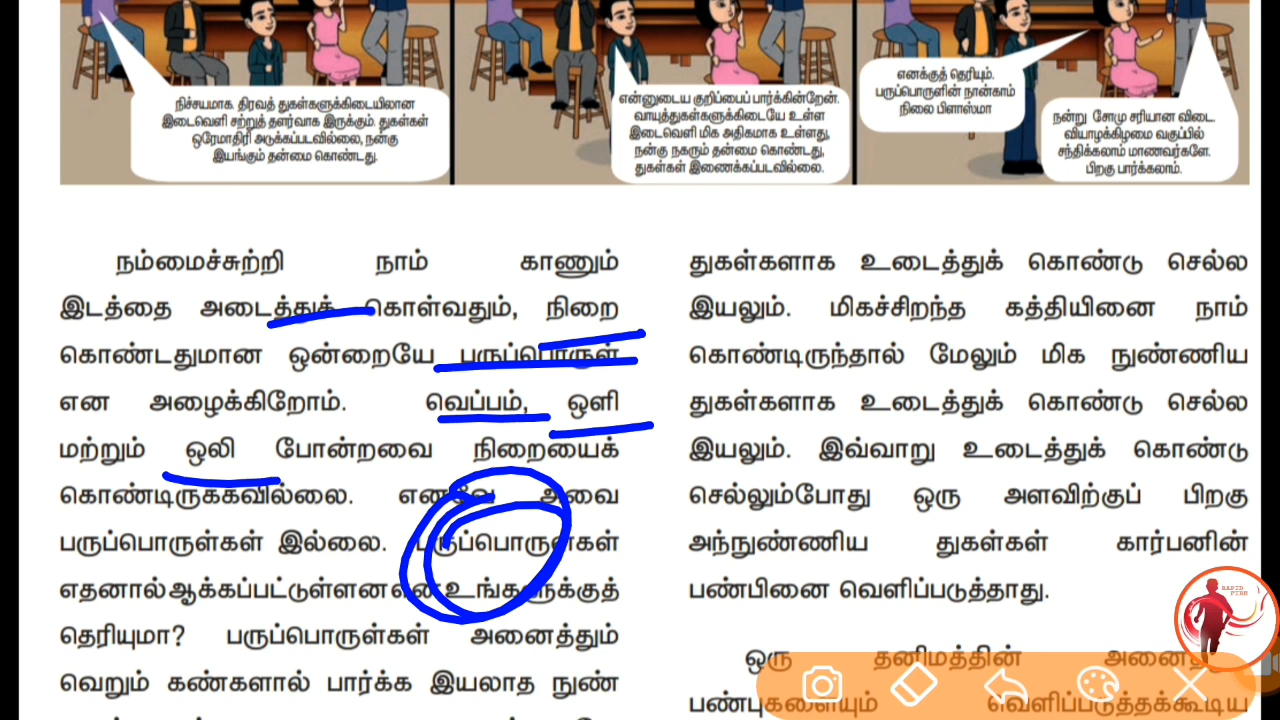 நிச்சயமாக. திரவத் துகள்களுக்கிடையிலான
இடைவெளி சற்றுத் தளர்வாக இருக்கும். துகள்கள்
ஒரேமாதிரி அடுக்கப்படவில்லை, நன்கு
இயங்கும் தன்மை கொண்டது.
என்னுடைய குறிப்பைப் பார்க்கின்றேன்.
வாயுத்துகள்களுக்கிடையே உள்ள
இடைவெளி மிக அதிகமாக உள்ளது,
நன்கு நகரும் தன்மை கொண்டது,
துகள்கள் இணைக்கப்படவில்லை.
எனக்குத் தெரியும்.
பருப்பொருளின் நான்காம்
நிலை பிளாஸ்மா
நன்று சோமு சரியான விடை.
வியாழக்கிழமை வகுப்பில்
சந்திக்கலாம் மாணவர்களே.
பிறகு பார்க்கலாம்.
நம்மைச்சுற்றி நாம் காணும்
இடத்தை அடைத்துக் கொள்வதும், நிறை
கொண்டதுமான ஒன்றையே பருப்பொருள்
என அழைக்கிறோம். வெப்பம், ஒளி
மற்றும் ஒலி போன்றவை நிறையைக்
கொண்டிருக்கவில்லை. எனவே அவை
பருப்பொருள்கள் இல்லை. பருப்பொருள்கள்
எதனால் ஆக்கப்பட்டுள்ளன என உங்களுக்குத்
தெரியுமா? பருப்பொருள்கள் அனைத்தும்
வெறும் கண்களால் பார்க்க இயலாத நுண்
துகள்களாக உடைத்துக் கொண்டு செல்ல
இயலும். மிகச்சிறந்த கத்தியினை நாம்
கொண்டிருந்தால் மேலும் மிக நுண்ணிய
துகள்களாக உடைத்துக் கொண்டு செல்ல
இயலும். இவ்வாறு உடைத்துக் கொண்டு
செல்லும்போது ஒரு அளவிற்குப் பிறகு
அந்நுண்ணிய துகள்கள் கார்பனின்
பண்பினை வெளிப்படுத்தாது.
ஒரு தனிமத்தின்
பண்புகளையும் வெளிப்படுத்தக்கூடிய
RAPID
FIRE